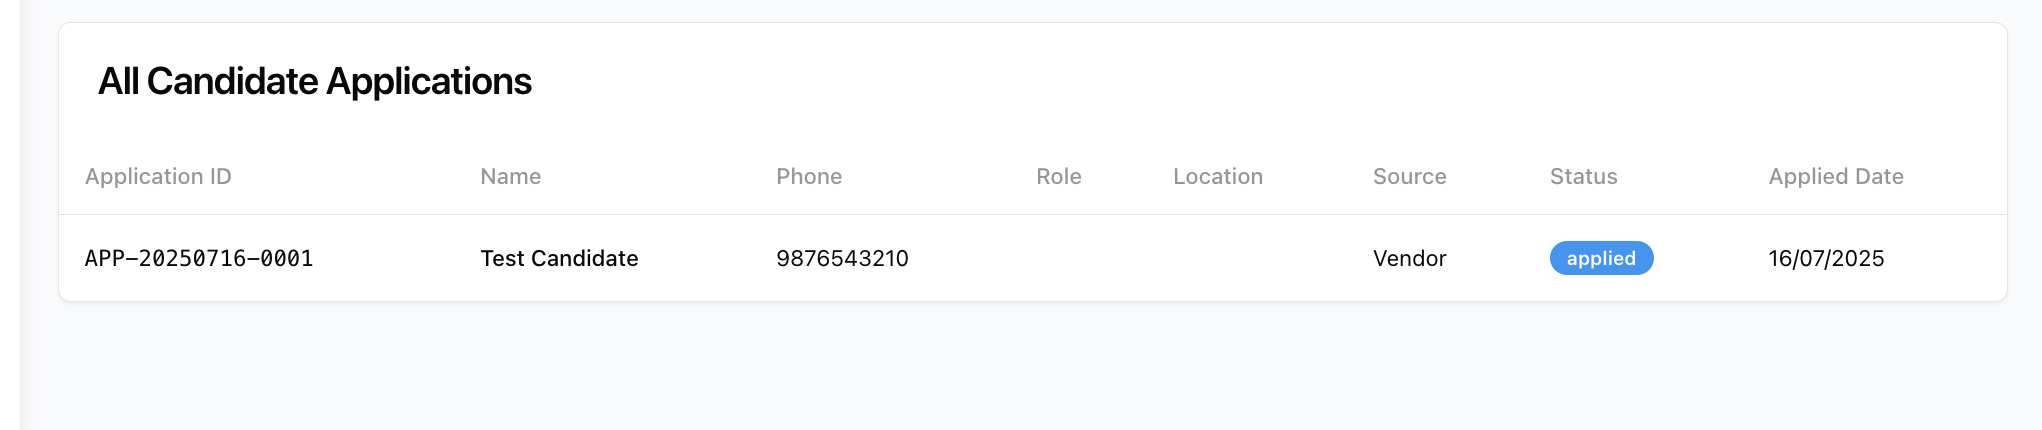 All Candidate Applications
Application ID Name Phone Role Location Source Status Applied Date
APP-20250716-0001 Test Candidate 9876543210 Vendor applied 16/07/2025